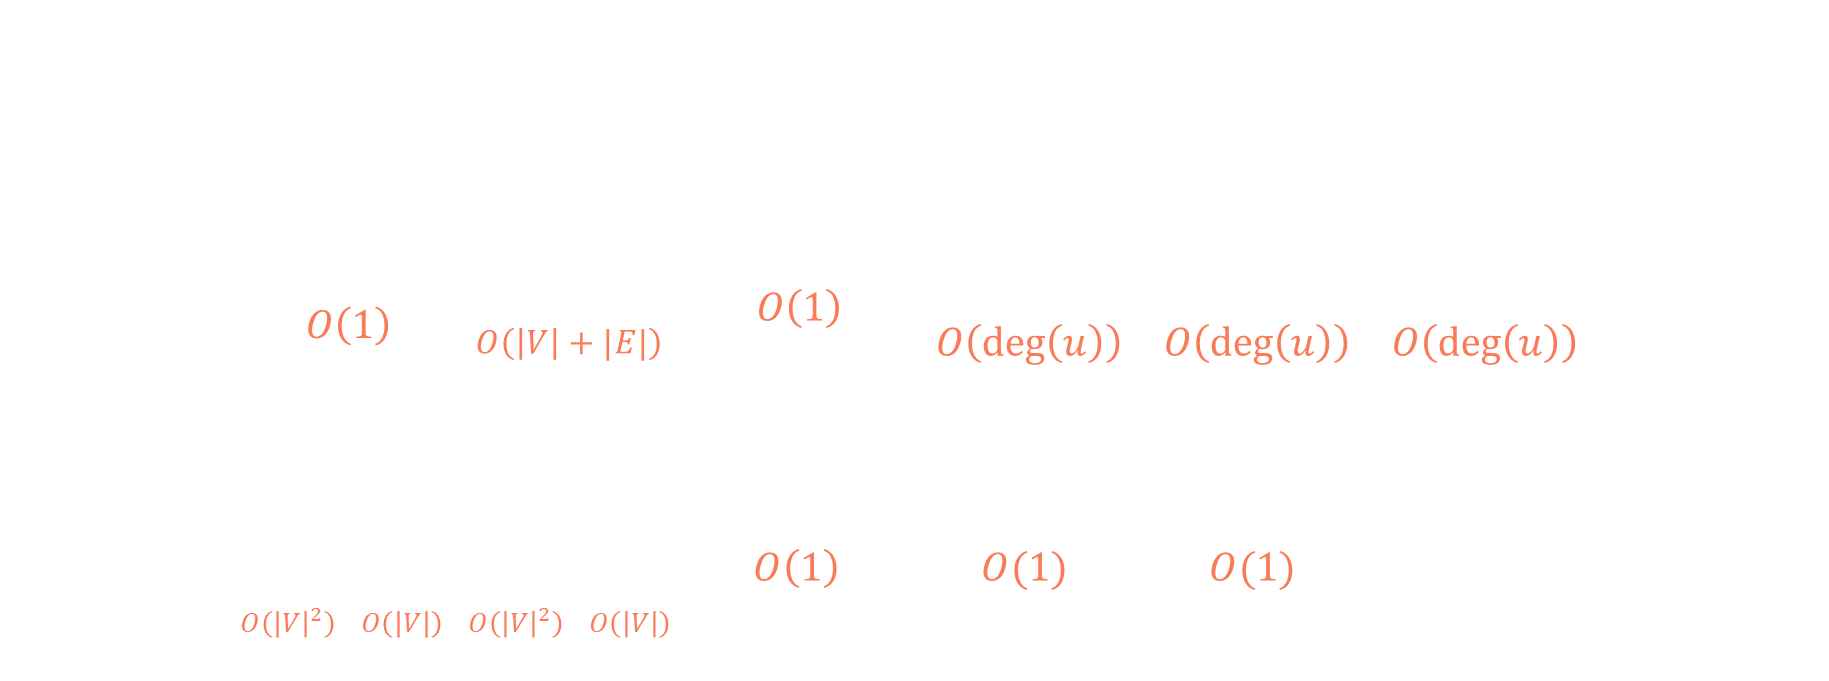 O(1) O(|V| + |E|) O(1) O(deg(u)) O(deg(u)) O(deg(u))
O(1) O(1) O(1)
O(|V|²) O(|V|) O(|V|²) O(|V|)